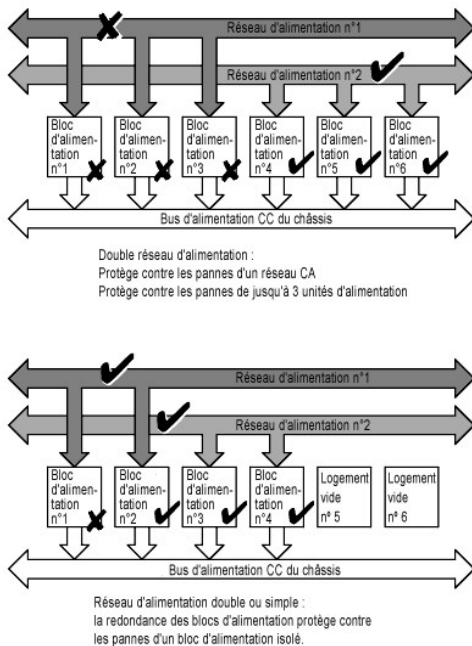 Réseau d'alimentation n°1
Réseau d'alimentation n°2
Bloc
d'alimen-
tation
n°1
Bloc
d'alimen-
tation
n°2
Bloc
d'alimen-
tation
n°3
Bloc
d'alimen-
tation
n°4
Bloc
d'alimen-
tation
n°5
Bloc
d'alimen-
tation
n°6
Bus d'alimentation CC du châssis
Double réseau d'alimentation :
Protège contre les pannes d'un réseau CA
Protège contre les pannes de jusqu'à 3 unités d'alimentation
Réseau d'alimentation n°1
Réseau d'alimentation n°2
Bloc
d'alimen-
tation
n°1
Bloc
d'alimen-
tation
n°2
Bloc
d'alimen-
tation
n°3
Bloc
d'alimen-
tation
n°4
Logement
vide
nº 5
Logement
vide
nº 6
Bus d'alimentation CC du châssis
Réseau d'alimentation double ou simple :
la redondance des blocs d'alimentation protège contre
les pannes d'un bloc d'alimentation isolé.